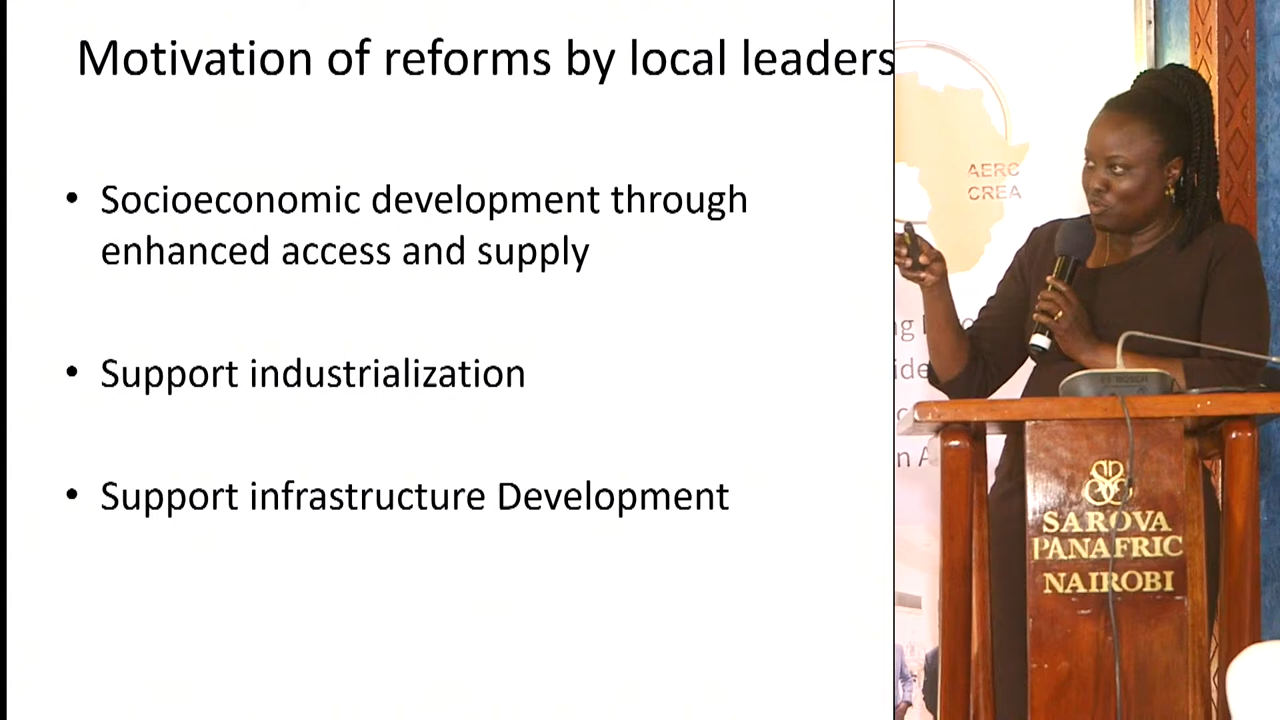 Motivation of reforms by local leaders
• Socioeconomic development through
enhanced access and supply
• Support industrialization
• Support infrastructure Development
AERC
CREA
SAROVA
PANAFRIC
NAIROBI